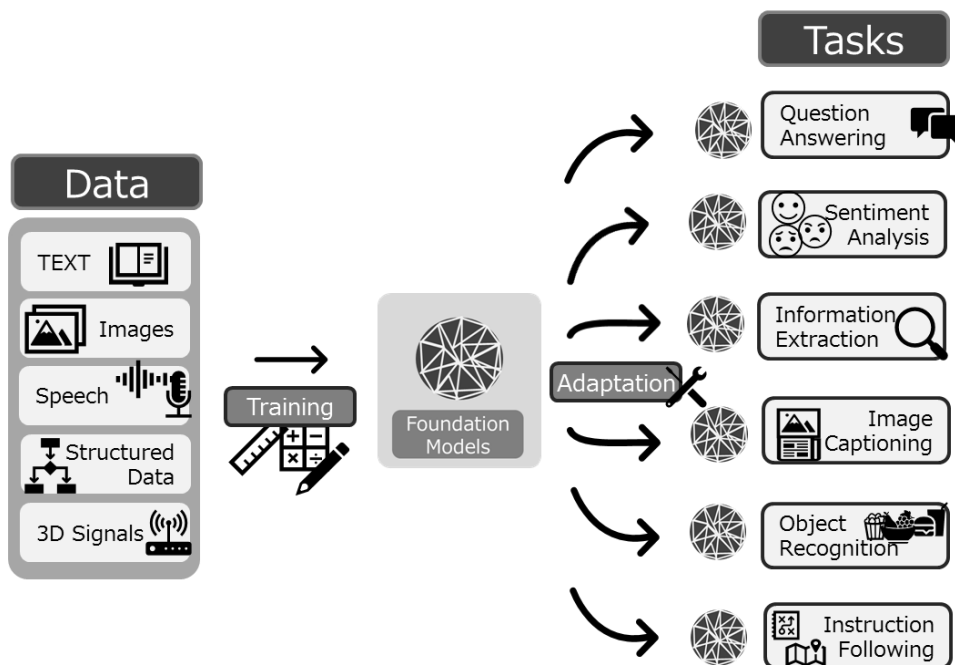 Data
TEXT
Images
Speech
Structured
Data
3D Signals
Training
Foundation
Models
Adaptation
Tasks
Question
Answering
Sentiment
Analysis
Information
Extraction
Image
Captioning
Object
Recognition
Instruction
Following